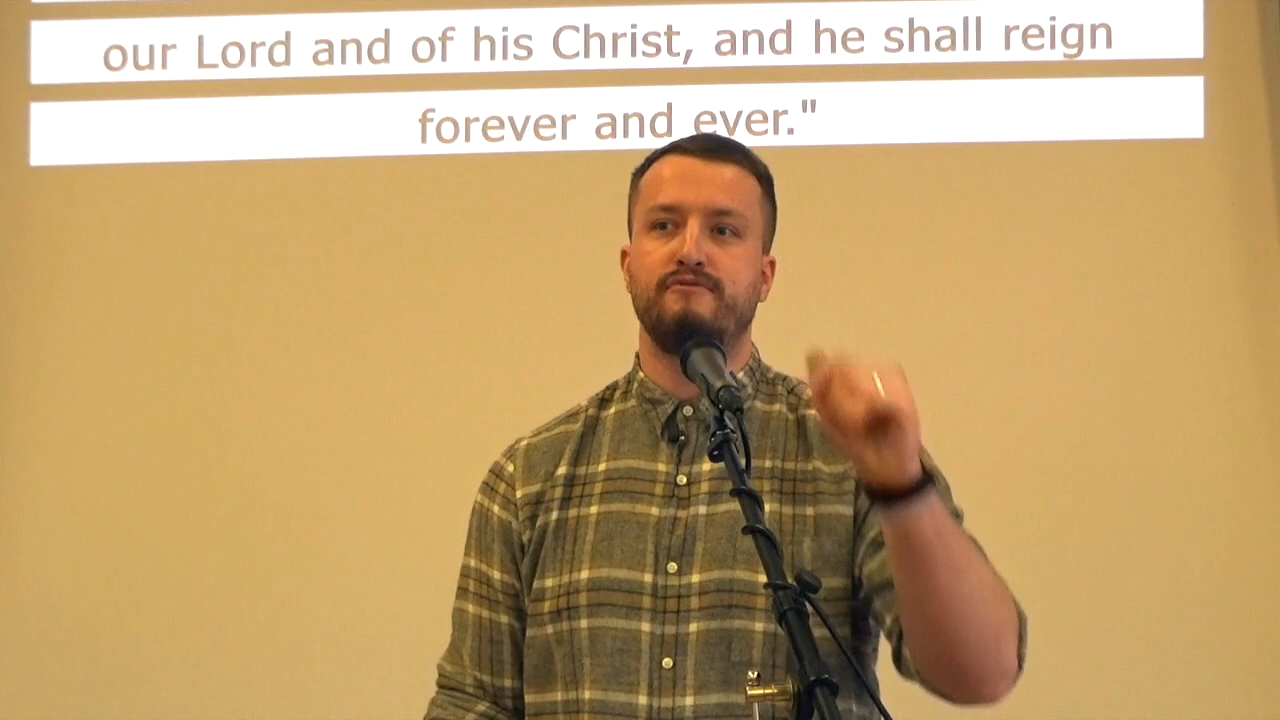 our Lord and of his Christ, and he shall reign
forever and ever."